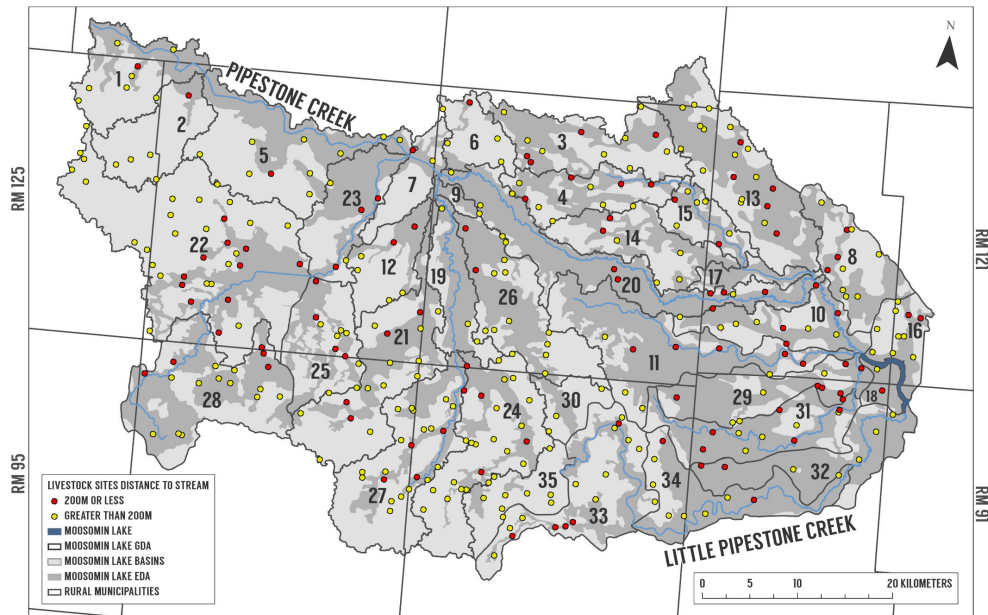 N
PIPESTONE CREEK
1
2
3
6
5
RM 125
7
9
4
13
23
15
14
22
12
19
8
RM 121
17
20
26
10
16
21
11
25
28
24
30
29
31
18
32
27
35
34
33
RM 95
RM 91
LITTLE PIPESTONE CREEK
LIVESTOCK SITES DISTANCE TO STREAM
200M OR LESS
GREATER THAN 200M
MOOSOMIN LAKE
MOOSOMIN LAKE GDA
MOOSOMIN LAKE BASINS
MOOSOMIN LAKE EDA
RURAL MUNICIPALITIES
0 5 10 20 KILOMETERS